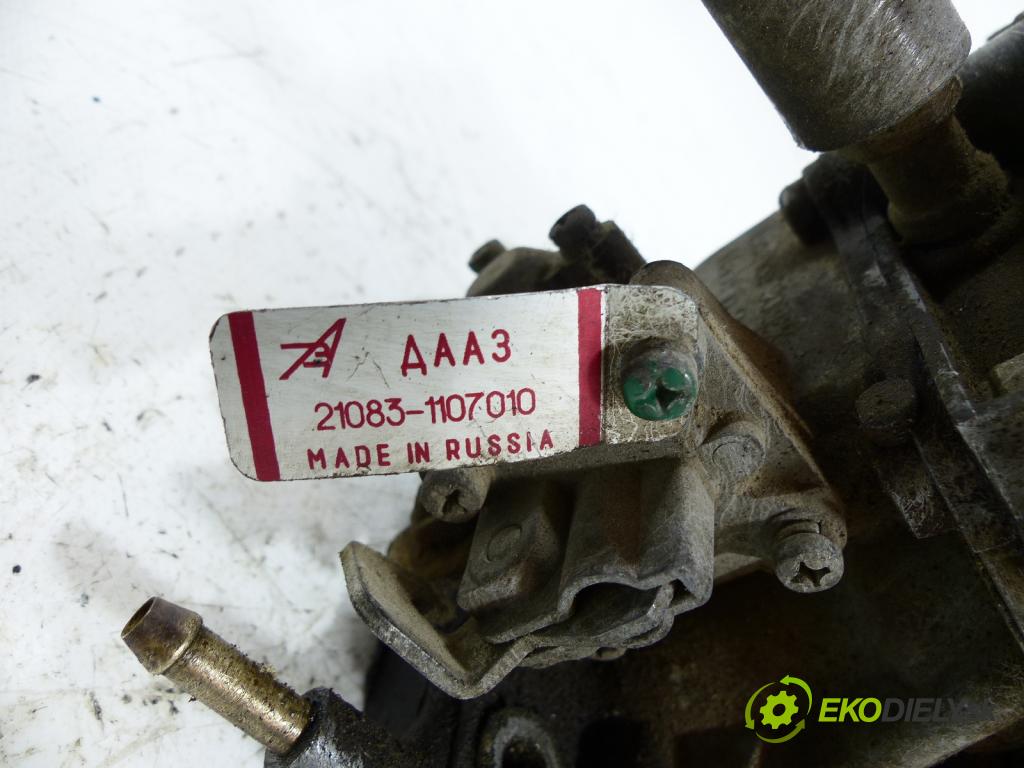 ДААЗ
21083-1107010
MADE IN RUSSIA
EKODIELY